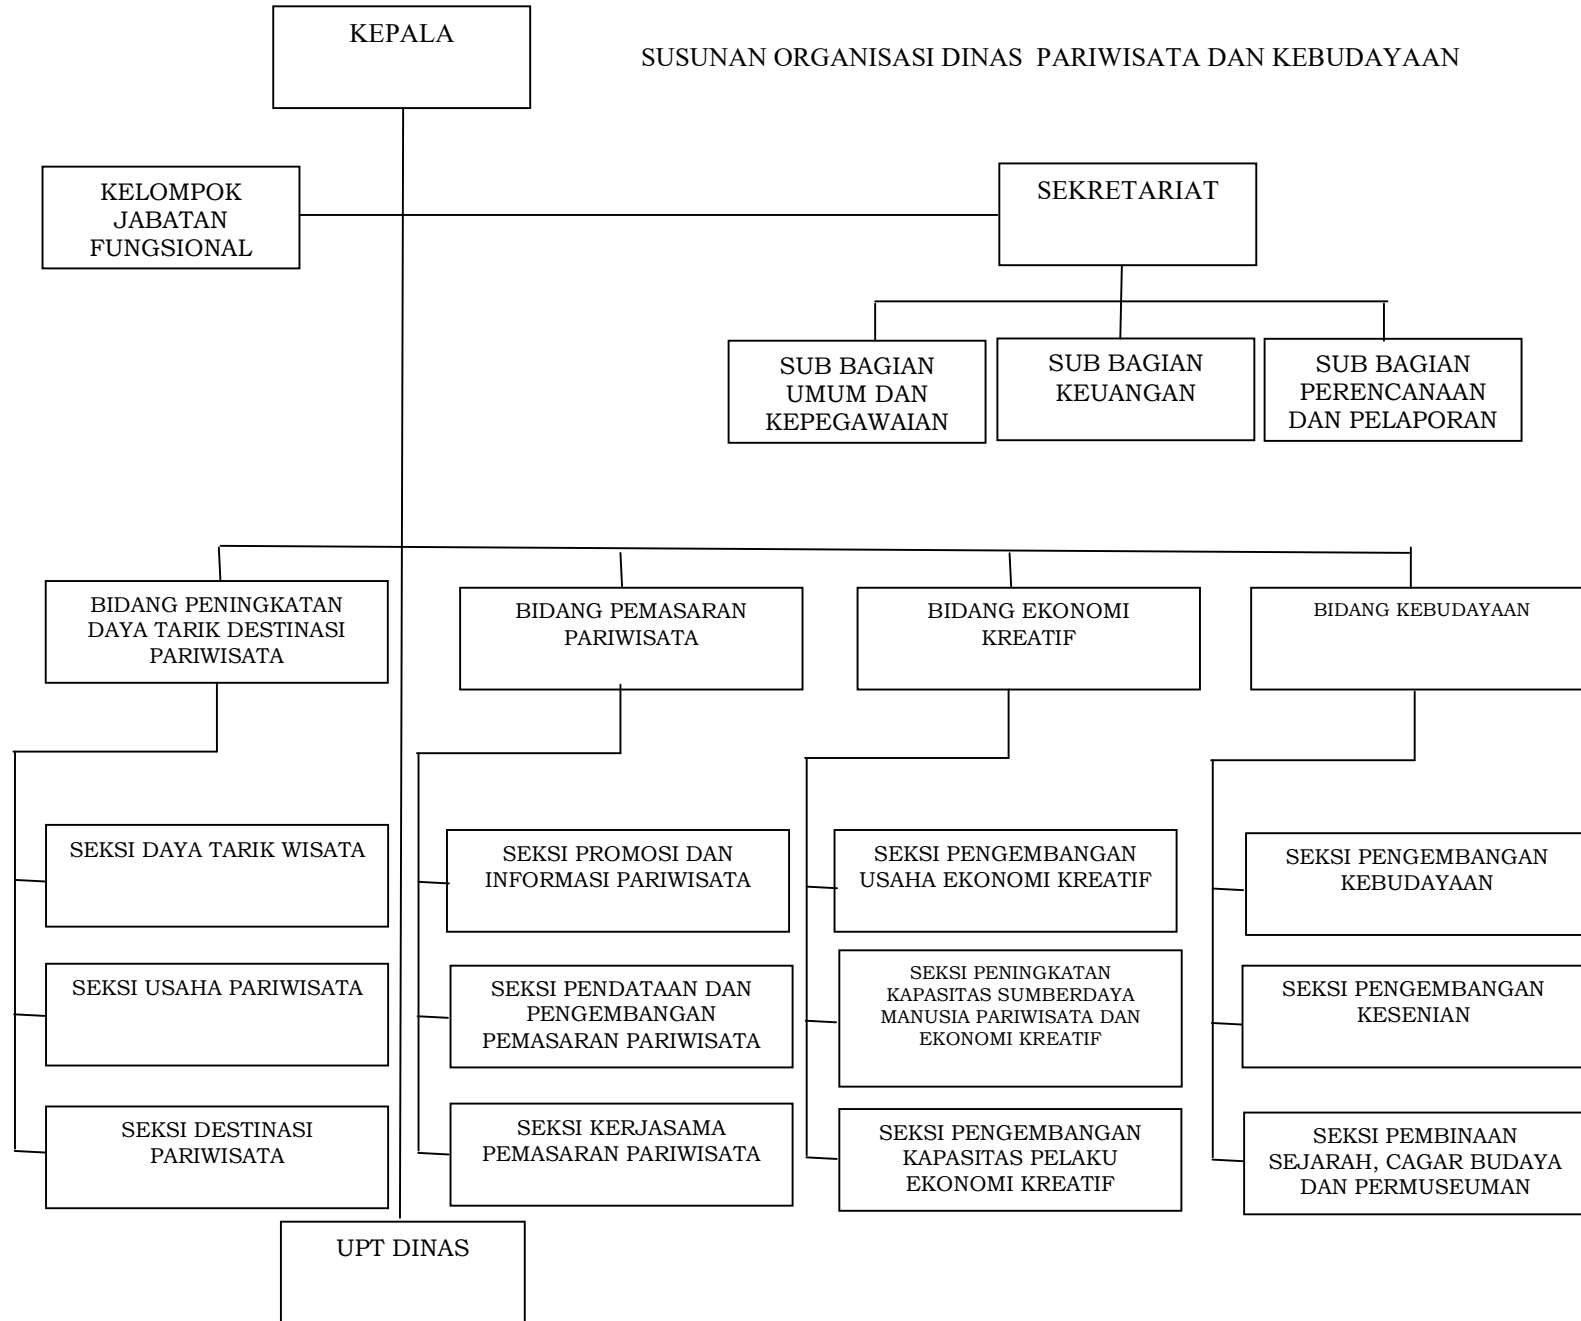 KEPALA
SUSUNAN ORGANISASI DINAS  PARIWISATA DAN KEBUDAYAAN
KELOMPOK
JABATAN
FUNGSIONAL
SEKRETARIAT
SUB BAGIAN
UMUM DAN
KEPEGAWAIAN
SUB BAGIAN
KEUANGAN
SUB BAGIAN
PERENCANAAN
DAN PELAPORAN
BIDANG PENINGKATAN
DAYA TARIK DESTINASI
PARIWISATA
BIDANG PEMASARAN
PARIWISATA
BIDANG EKONOMI
KREATIF
BIDANG KEBUDAYAAN
SEKSI DAYA TARIK WISATA
SEKSI PROMOSI DAN
INFORMASI PARIWISATA
SEKSI PENGEMBANGAN
USAHA EKONOMI KREATIF
SEKSI PENGEMBANGAN
KEBUDAYAAN
SEKSI USAHA PARIWISATA
SEKSI PENDATAAN DAN
PENGEMBANGAN
PEMASARAN PARIWISATA
SEKSI PENINGKATAN
KAPASITAS SUMBERDAYA
MANUSIA PARIWISATA DAN
EKONOMI KREATIF
SEKSI PENGEMBANGAN
KESENIAN
SEKSI DESTINASI
PARIWISATA
SEKSI KERJASAMA
PEMASARAN PARIWISATA
SEKSI PENGEMBANGAN
KAPASITAS PELAKU
EKONOMI KREATIF
SEKSI PEMBINAAN
SEJARAH, CAGAR BUDAYA
DAN PERMUSEUMAN
UPT DINAS